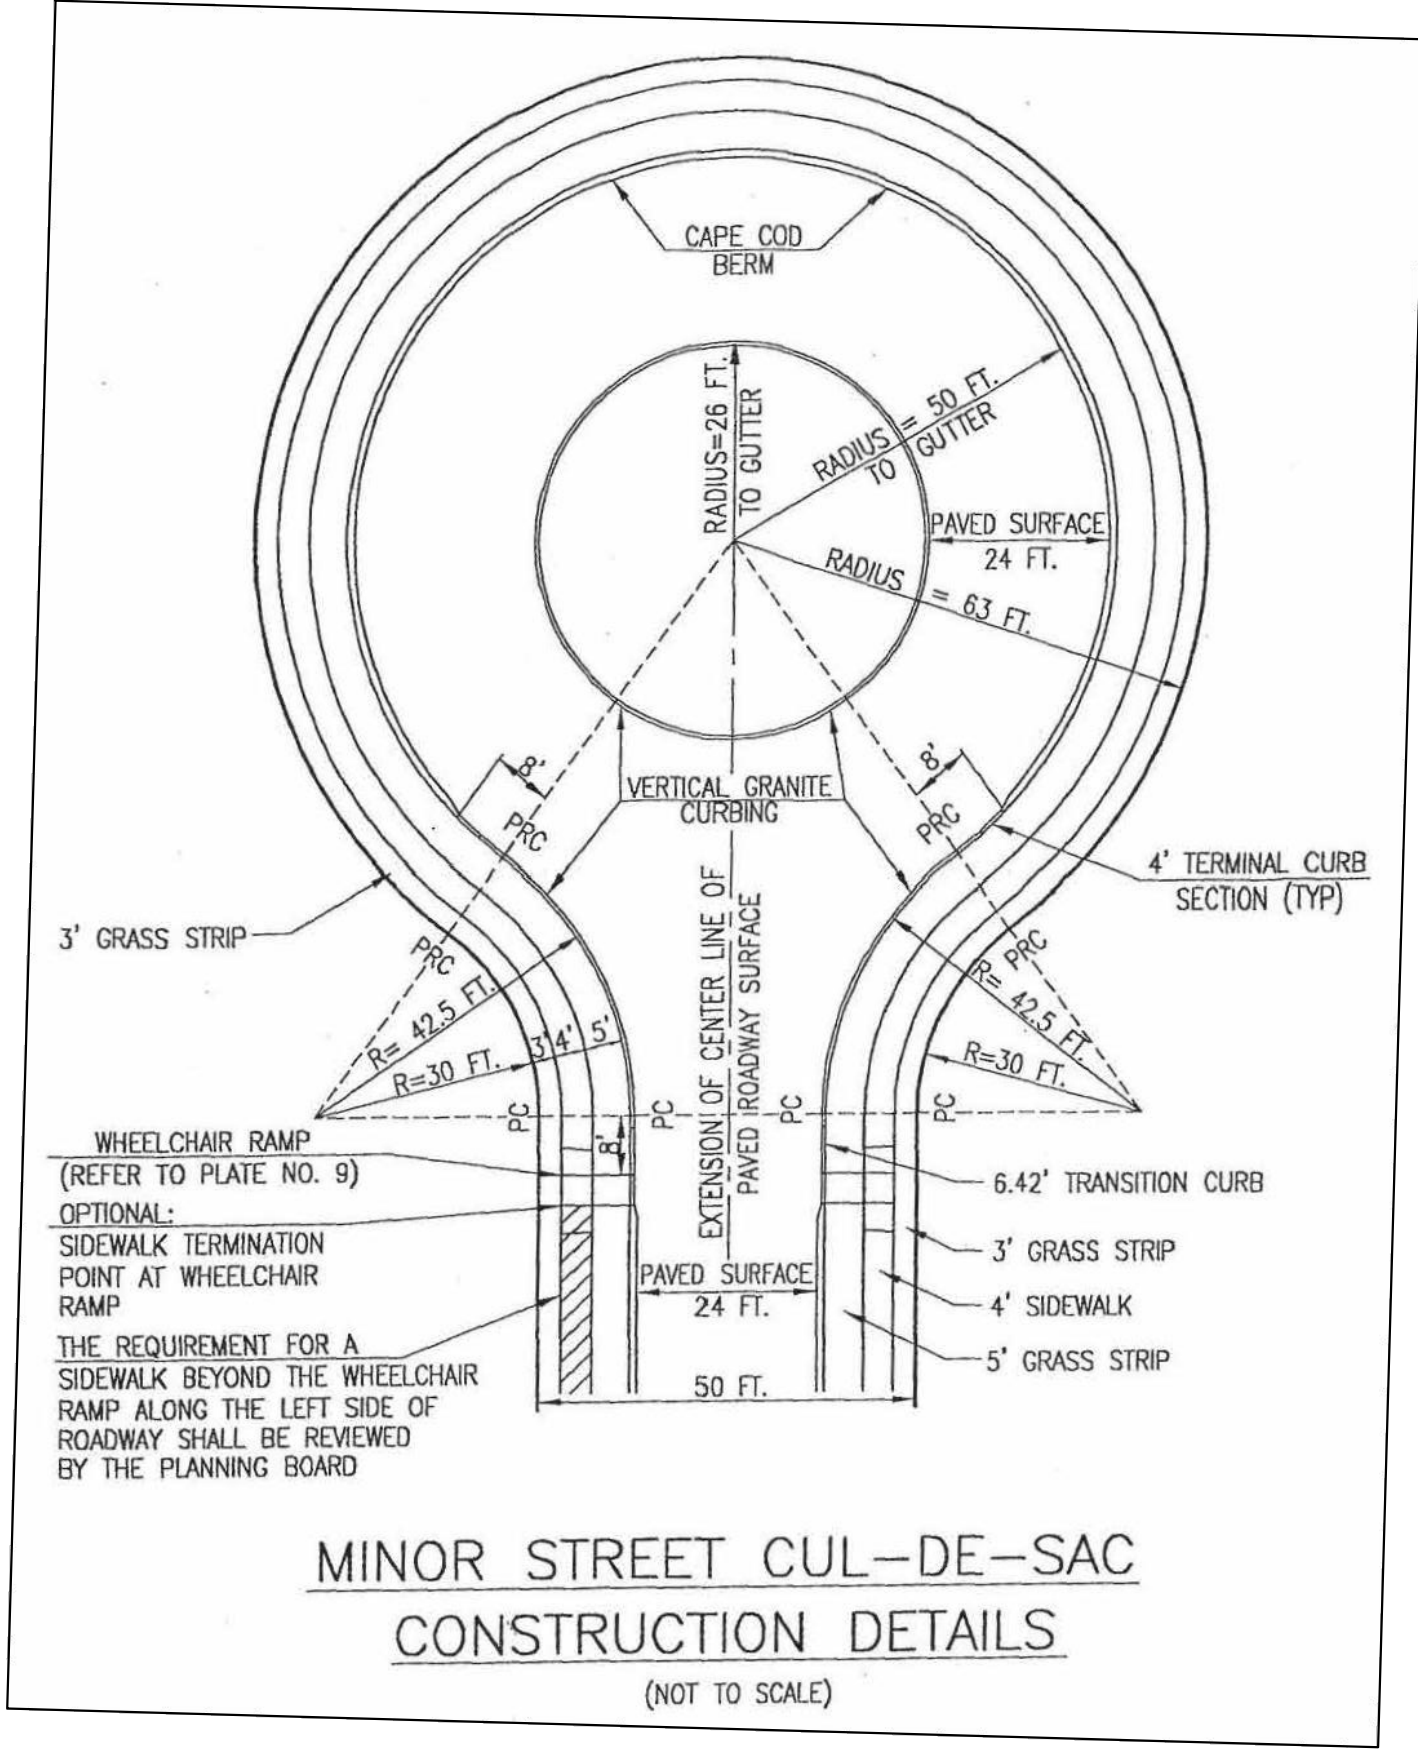 CAPE COD
BERM
RADIUS=26 FT.
TO GUTTER
RADIUS = 50 FT.
TO GUTTER
PAVED SURFACE
24 FT.
RADIUS = 63 FT.
8'
8'
PRC
PRC
VERTICAL GRANITE
CURBING
4' TERMINAL CURB
SECTION (TYP)
3' GRASS STRIP
PRC
PRC
R= 42.5 FT.
R= 42.5 FT.
3' 4' 5'
R=30 FT.
R=30 FT.
EXTENSION OF CENTER LINE OF
PAVED ROADWAY SURFACE
PC
PC
PC
PC
8'
WHEELCHAIR RAMP
(REFER TO PLATE NO. 9)
OPTIONAL:
SIDEWALK TERMINATION
POINT AT WHEELCHAIR
RAMP
THE REQUIREMENT FOR A
SIDEWALK BEYOND THE WHEELCHAIR
RAMP ALONG THE LEFT SIDE OF
ROADWAY SHALL BE REVIEWED
BY THE PLANNING BOARD
6.42' TRANSITION CURB
3' GRASS STRIP
4' SIDEWALK
5' GRASS STRIP
PAVED SURFACE
24 FT.
50 FT.
MINOR STREET CUL-DE-SAC
CONSTRUCTION DETAILS
(NOT TO SCALE)